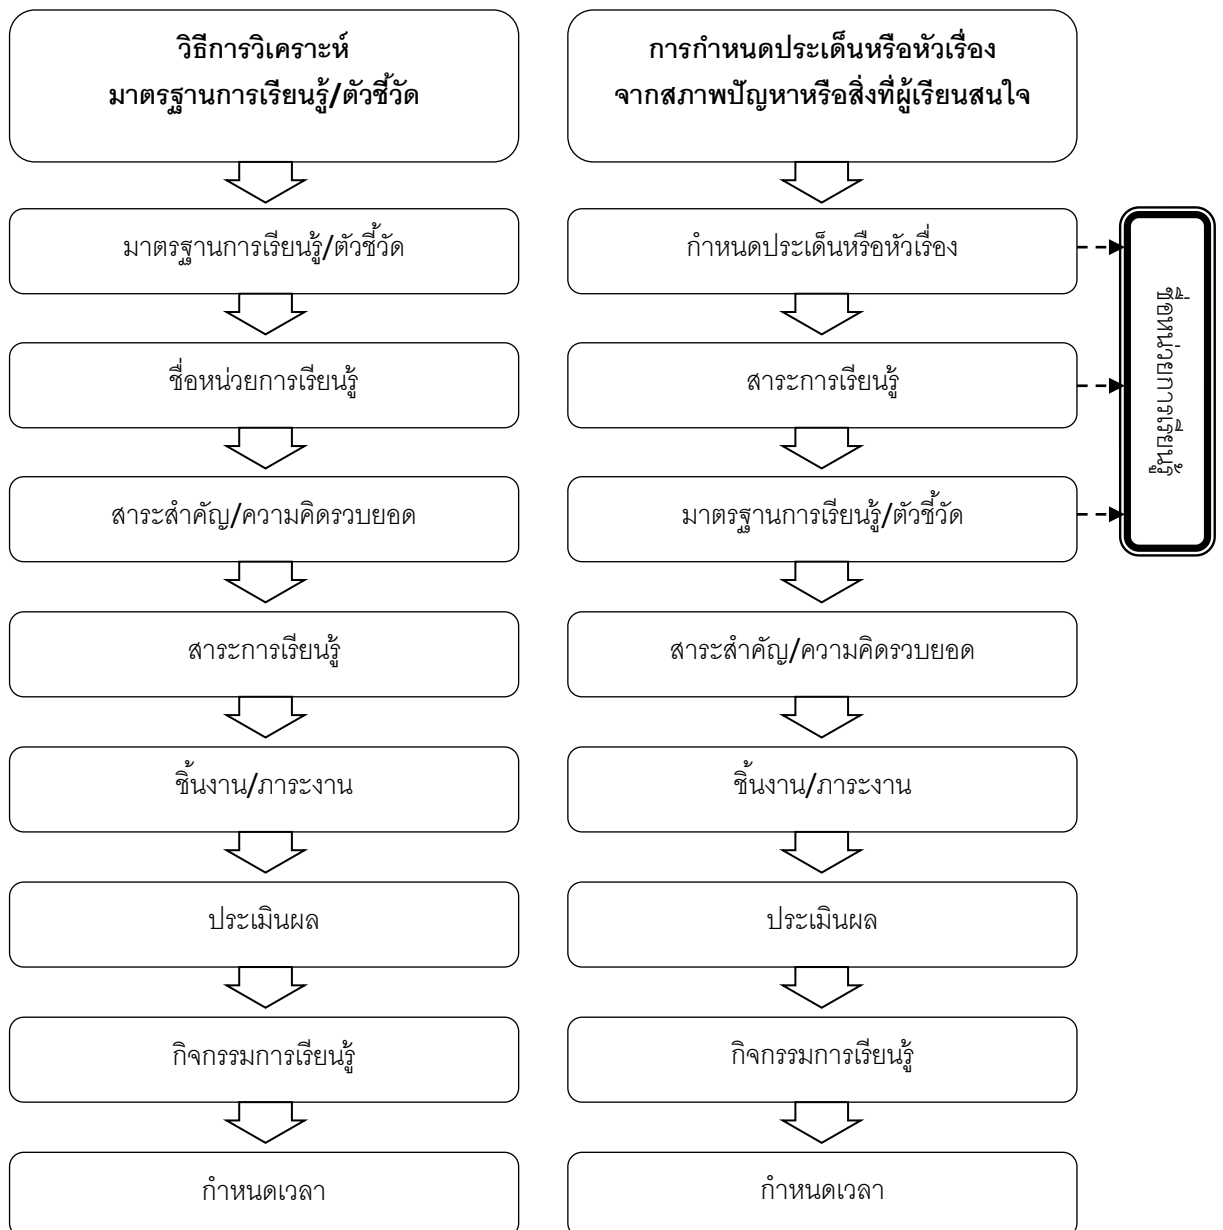 วิธีการวิเคราะห์
มาตรฐานการเรียนรู้/ตัวชี้วัด
มาตรฐานการเรียนรู้/ตัวชี้วัด
ชื่อหน่วยการเรียนรู้
สาระสำคัญ/ความคิดรวบยอด
สาระการเรียนรู้
ชิ้นงาน/ภาระงาน
ประเมินผล
กิจกรรมการเรียนรู้
กำหนดเวลา
การกำหนดประเด็นหรือหัวเรื่อง
จากสภาพปัญหาหรือสิ่งที่ผู้เรียนสนใจ
กำหนดประเด็นหรือหัวเรื่อง
สาระการเรียนรู้
มาตรฐานการเรียนรู้/ตัวชี้วัด
สาระสำคัญ/ความคิดรวบยอด
ชิ้นงาน/ภาระงาน
ประเมินผล
กิจกรรมการเรียนรู้
กำหนดเวลา
ชื่อหน่วยการเรียนรู้